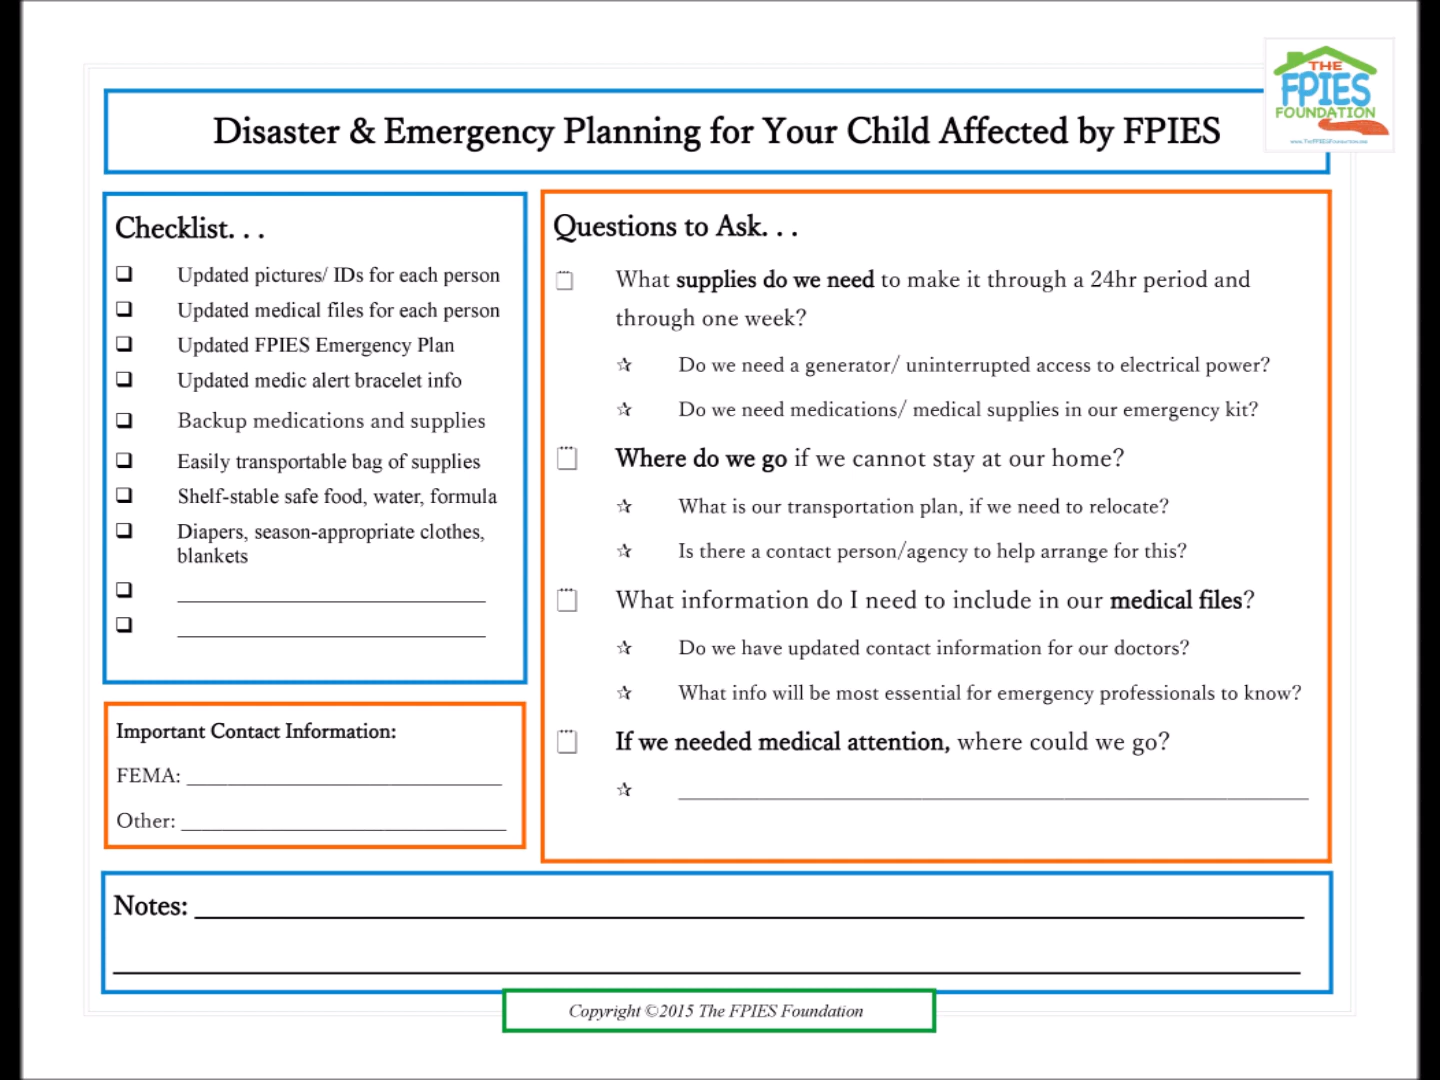 THE
FPIES
FOUNDATION
www.TheFPIESFoundation.org
Disaster & Emergency Planning for Your Child Affected by FPIES
Checklist. . .
Updated pictures/ IDs for each person
Updated medical files for each person
Updated FPIES Emergency Plan
Updated medic alert bracelet info
Backup medications and supplies
Easily transportable bag of supplies
Shelf-stable safe food, water, formula
Diapers, season-appropriate clothes,
blankets
Important Contact Information:
FEMA:
Other:
Questions to Ask. . .
What supplies do we need to make it through a 24hr period and
through one week?
Do we need a generator/ uninterrupted access to electrical power?
Do we need medications/ medical supplies in our emergency kit?
Where do we go if we cannot stay at our home?
What is our transportation plan, if we need to relocate?
Is there a contact person/agency to help arrange for this?
What information do I need to include in our medical files?
Do we have updated contact information for our doctors?
What info will be most essential for emergency professionals to know?
If we needed medical attention, where could we go?
Notes:
Copyright ©2015 The FPIES Foundation